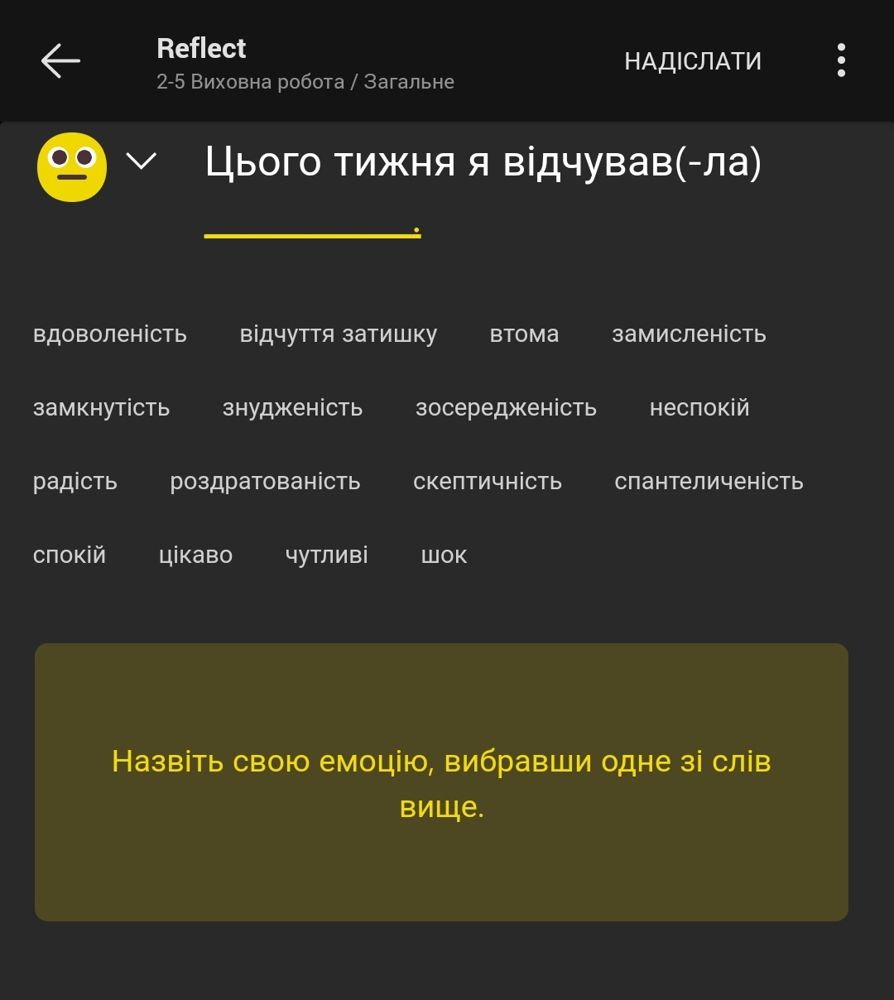 Reflect
НАДІСЛАТИ
2-5 Виховна робота / Загальне
Цього тижня я відчував(-ла)
____________.
вдоволеність відчуття затишку втома замисленість
замкнутість знудженість зосередженість неспокій
радість роздратованість скептичність спантеличеність
спокій цікаво чутливі шок
Назвіть свою емоцію, вибравши одне зі слів
вище.